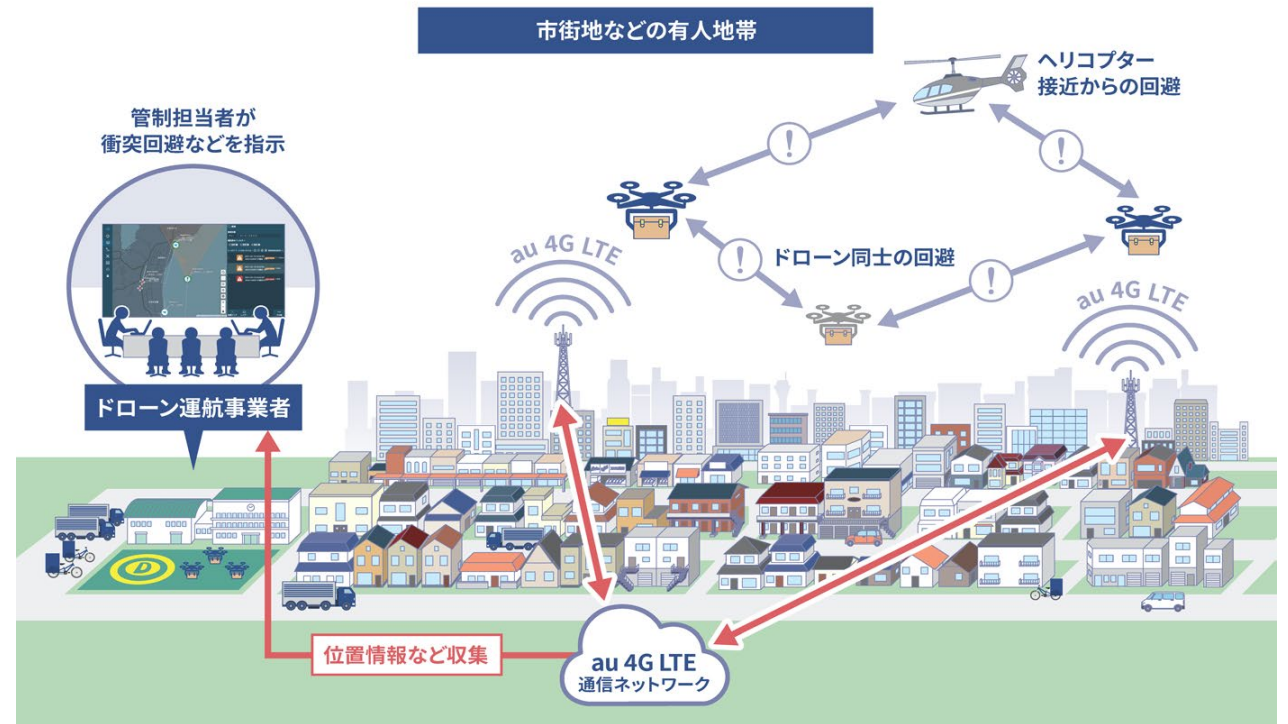 市街地などの有人地帯
ヘリコプター
接近からの回避
管制担当者が
衝突回避などを指示
!
!
au 4G LTE
!
ドローン同士の回避
!
au 4G LTE
ドローン運航事業者
D
位置情報など収集
au 4G LTE
通信ネットワーク